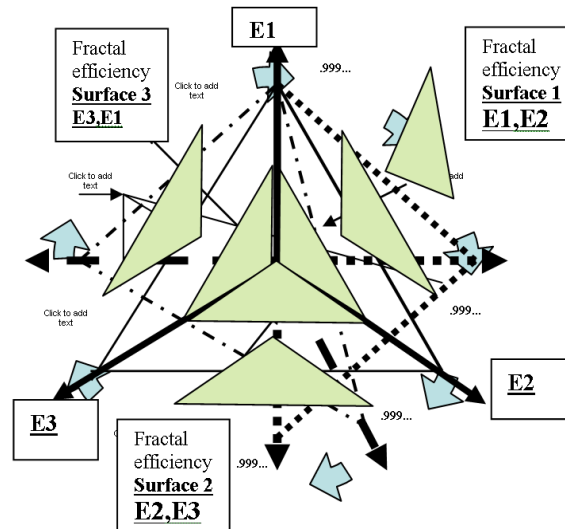 E1
Fractal
efficiency
Surface 3
E3,E1
Click to add
text
.999...
Fractal
efficiency
Surface 1
E1,E2
Click to add
text
add
Click to add
text
.999...
E2
E3
.999...
Fractal
efficiency
Surface 2
E2,E3
.999...